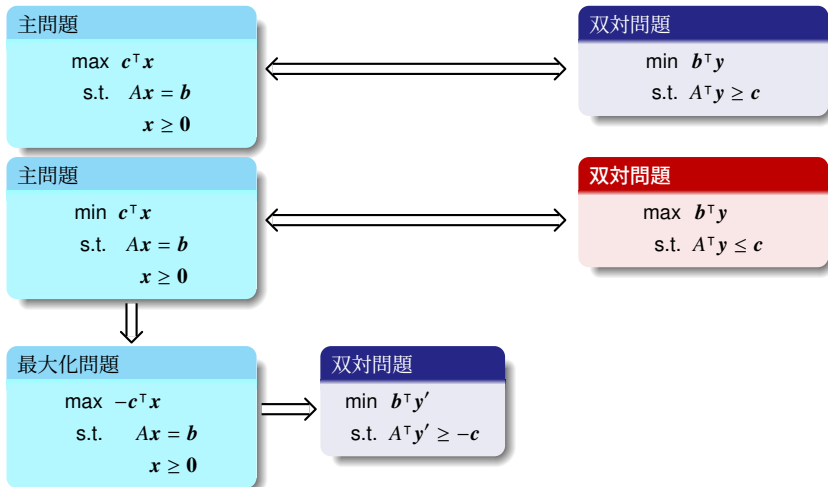 主問題
max c⊤x
s.t. Ax = b
x ≥ 0
双対問題
min b⊤y
s.t. A⊤y ≥ c
主問題
min c⊤x
s.t. Ax = b
x ≥ 0
双対問題
max b⊤y
s.t. A⊤y ≤ c
最大化問題
max −c⊤x
s.t. Ax = b
x ≥ 0
双対問題
min b⊤y′
s.t. A⊤y′ ≥ −c